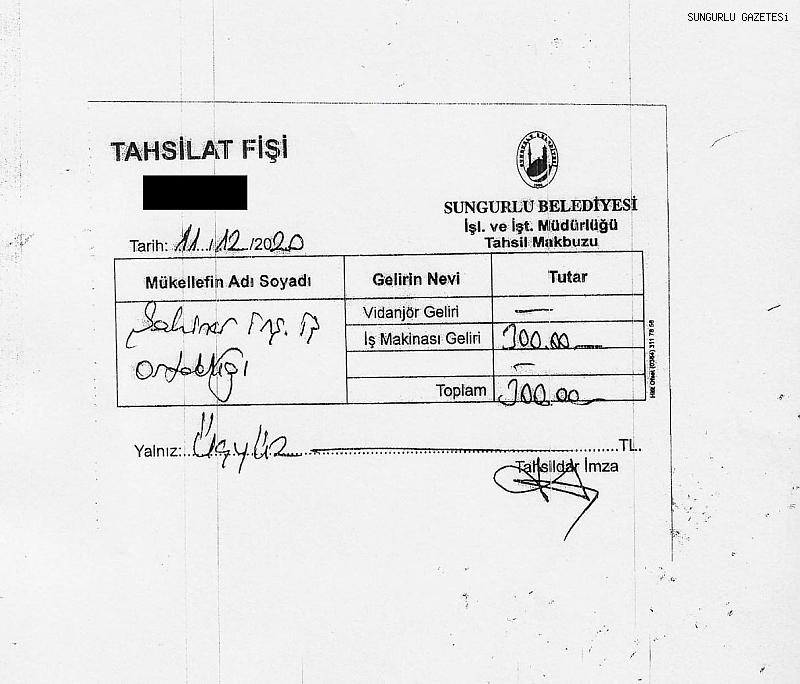 SUNGURLU GAZETESi
TAHSİLAT FİŞİ
SUNGURLU BELEDİYESİ
İşl. ve İşt. Müdürlüğü
Tahsil Makbuzu
Tarih: 11/12/2020
Mükellefin Adı Soyadı Gelirin Nevi Tutar
Şahiner İnş. İş
Ortaklığı
Vidanjör Geliri —
İş Makinası Geliri 300.00
—
Toplam 300.00
Yalnız: Üçyüz TL.
Tahsildar İmza